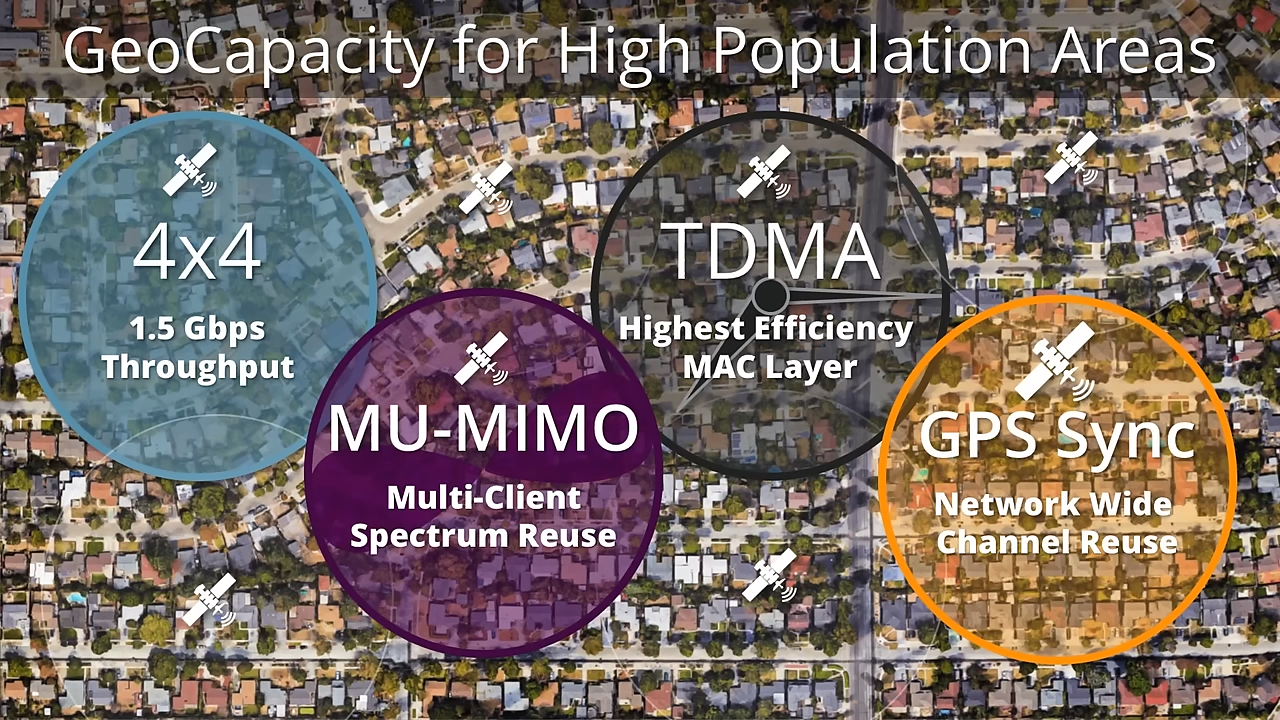 GeoCapacity for High Population Areas
4x4
1.5 Gbps
Throughput
MU-MIMO
Multi-Client
Spectrum Reuse
TDMA
Highest Efficiency
MAC Layer
GPS Sync
Network Wide
Channel Reuse